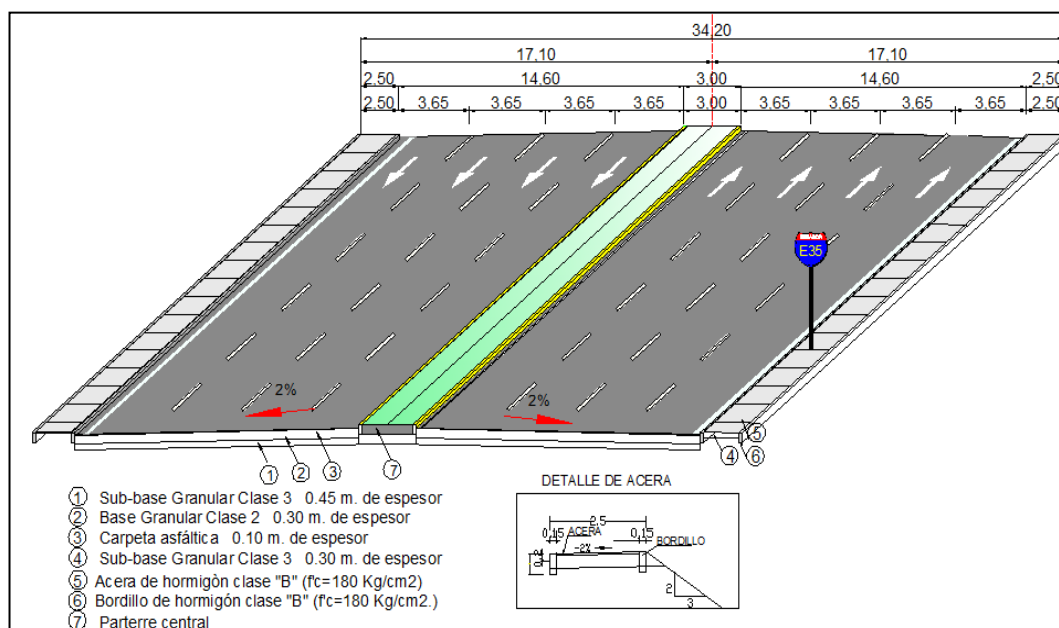 34,20
17,10 17,10
2,50 14,60 3,00 14,60 2,50
2,50 3,65 3,65 3,65 3,65 3,00 3,65 3,65 3,65 3,65 2,50
E35
2% 2%
1 2 3 7 4 5 6
1 Sub-base Granular Clase 3 0.45 m. de espesor
2 Base Granular Clase 2 0.30 m. de espesor
3 Carpeta asfáltica 0.10 m. de espesor
4 Sub-base Granular Clase 3 0.30 m. de espesor
5 Acera de hormigòn clase "B" (f'c=180 Kg/cm2)
6 Bordillo de hormigón clase "B" (f'c=180 Kg/cm2.)
7 Parterre central
DETALLE DE ACERA
2,5
0,15 ACERA 0,15 BORDILLO
-2%
2
3